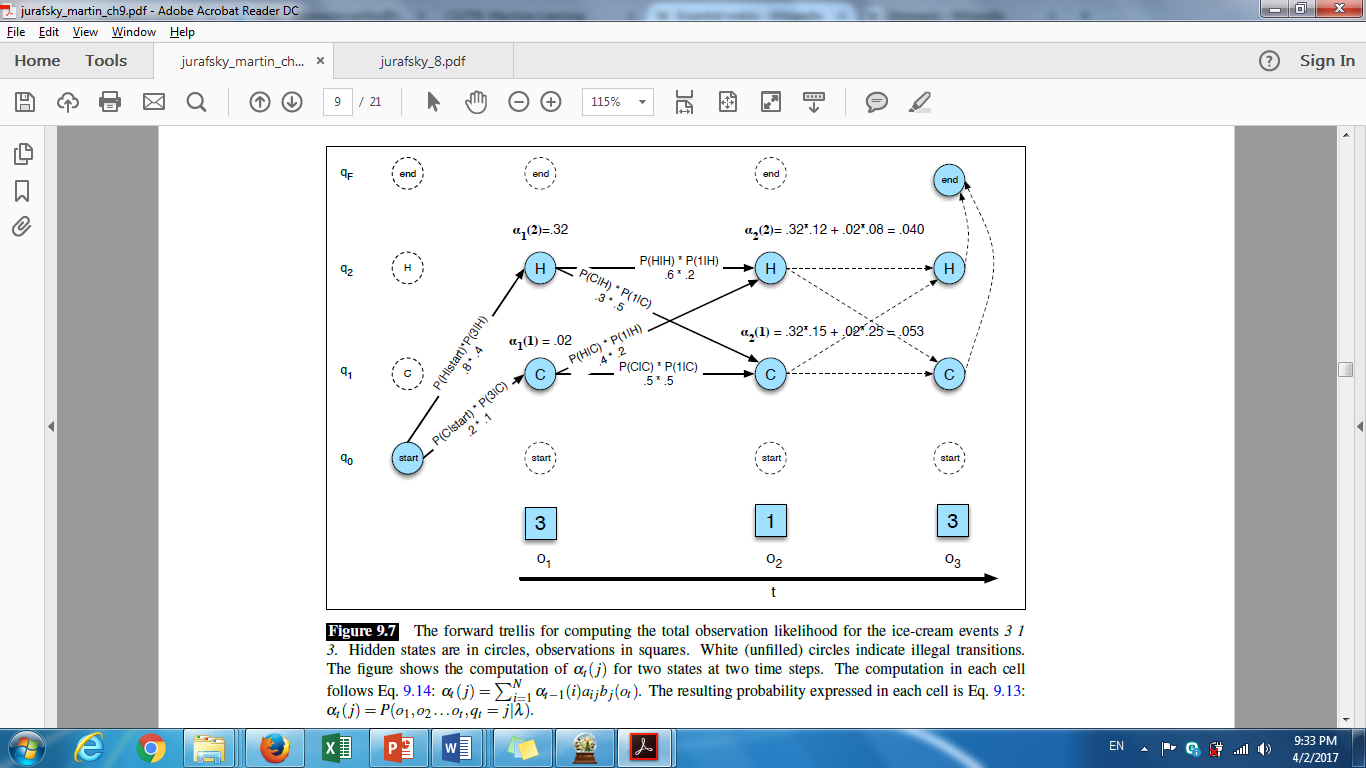 jurafsky_martin_ch9.pdf - Adobe Acrobat Reader DC
File Edit View Window Help
Home Tools jurafsky_martin_ch... × jurafsky_8.pdf ? Sign In
9 / 21 115%
qF end end end end
α1(2)=.32 α2(2)= .32*.12 + .02*.08 = .040
q2 H H H H
P(H|H) * P(1|H)
.6 * .2
P(C|H) * P(1|C)
.3 * .5
P(H|start)*P(3|H)
.8 * .4
α1(1) = .02 α2(1) = .32*.15 + .02*.25 = .053
P(H|C) * P(1|H)
.4 * .2
q1 C C C C
P(C|C) * P(1|C)
.5 * .5
P(C|start) * P(3|C)
.2 * .1
q0 start start start start
3 1 3
O1 O2 O3
t
Figure 9.7 The forward trellis for computing the total observation likelihood for the ice-cream events 3 1
3. Hidden states are in circles, observations in squares. White (unfilled) circles indicate illegal transitions.
The figure shows the computation of αt(j) for two states at two time steps. The computation in each cell
follows Eq. 9.14: αt(j) = ∑N i=1 αt−1(i)aijbj(ot). The resulting probability expressed in each cell is Eq. 9.13:
αt(j) = P(o1,o2...ot,qt = j|λ).
EN 9:33 PM
4/2/2017